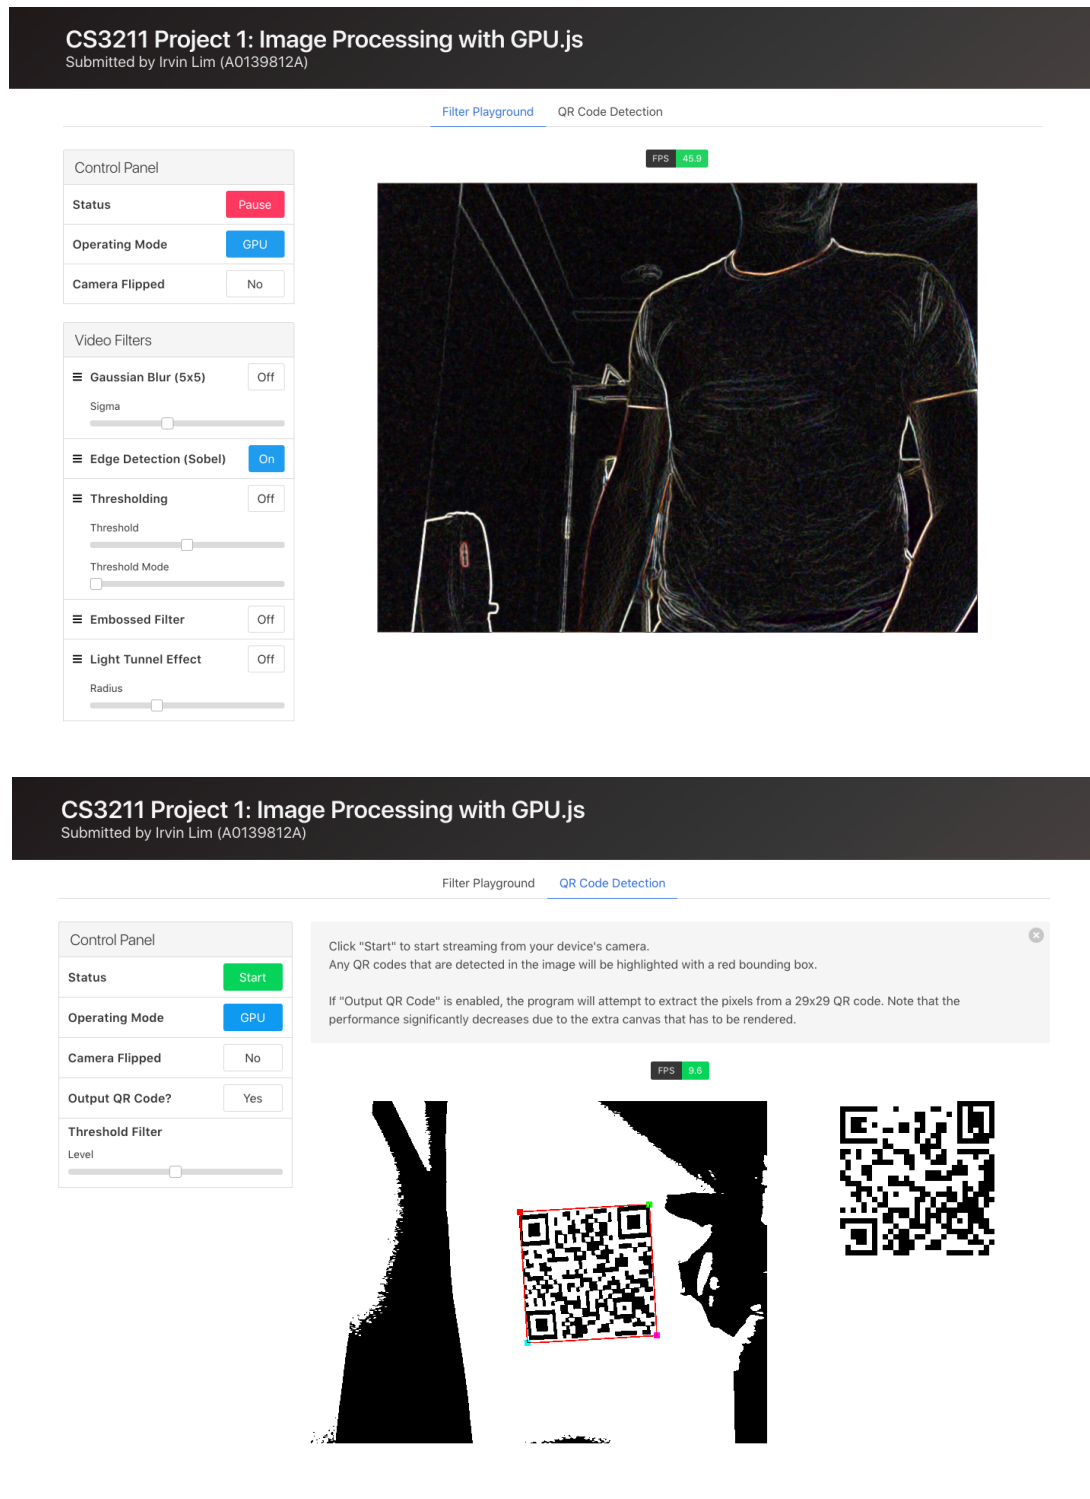 CS3211 Project 1: Image Processing with GPU.js
Submitted by Irvin Lim (A0139812A)
Filter Playground
QR Code Detection
Control Panel
Status
Pause
Operating Mode
GPU
Camera Flipped
No
Video Filters
Gaussian Blur (5x5)
Off
Sigma
Edge Detection (Sobel)
On
Thresholding
Off
Threshold
Threshold Mode
Embossed Filter
Off
Light Tunnel Effect
Off
Radius
FPS 45.9
CS3211 Project 1: Image Processing with GPU.js
Submitted by Irvin Lim (A0139812A)
Filter Playground
QR Code Detection
Control Panel
Status
Start
Operating Mode
GPU
Camera Flipped
No
Output QR Code?
Yes
Threshold Filter
Level
Click "Start" to start streaming from your device's camera.
Any QR codes that are detected in the image will be highlighted with a red bounding box.
If "Output QR Code" is enabled, the program will attempt to extract the pixels from a 29x29 QR code. Note that the
performance significantly decreases due to the extra canvas that has to be rendered.
FPS 9.6